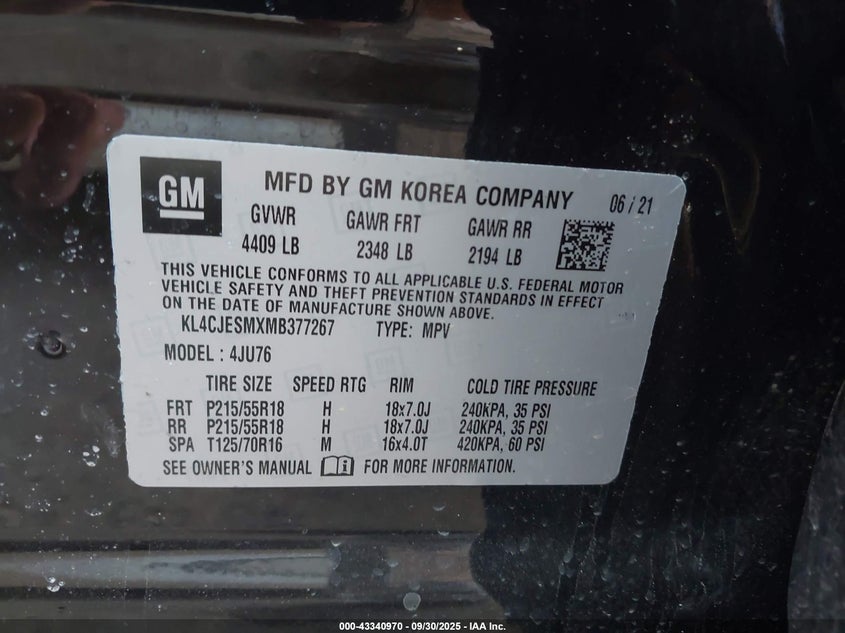 GM
MFD BY GM KOREA COMPANY 06 / 21
GVWR GAWR FRT GAWR RR
4409 LB 2348 LB 2194 LB
THIS VEHICLE CONFORMS TO ALL APPLICABLE U.S. FEDERAL MOTOR
VEHICLE SAFETY AND THEFT PREVENTION STANDARDS IN EFFECT
ON THE DATE OF MANUFACTURE SHOWN ABOVE.
KL4CJESMXMB377267 TYPE: MPV
MODEL : 4JU76
TIRE SIZE SPEED RTG RIM COLD TIRE PRESSURE
FRT P215/55R18 H 18x7.0J 240KPA, 35 PSI
RR P215/55R18 H 18x7.0J 240KPA, 35 PSI
SPA T125/70R16 M 16x4.0T 420KPA, 60 PSI
SEE OWNER'S MANUAL FOR MORE INFORMATION.
000-43340970 - 09/30/2025 - IAA Inc.